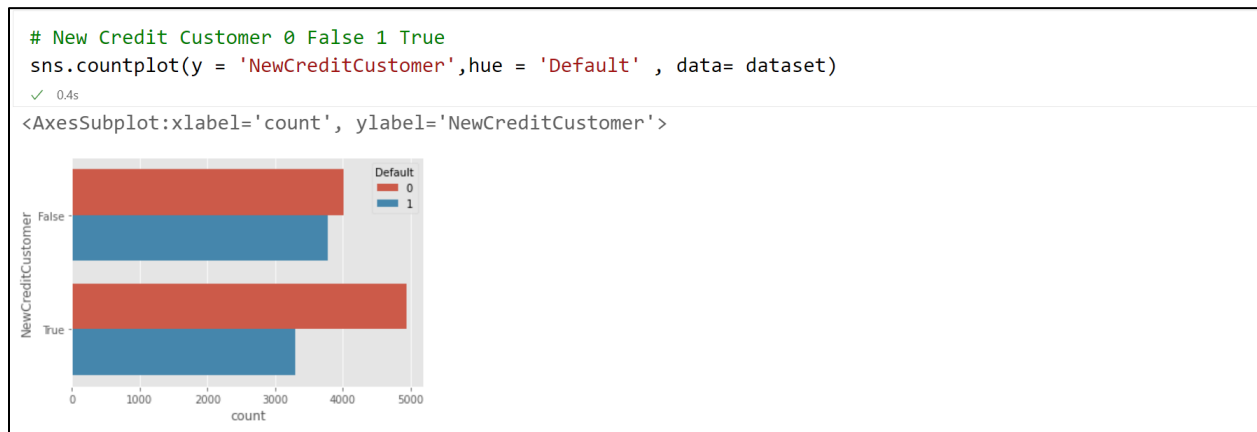 # New Credit Customer 0 False 1 True
sns.countplot(y = 'NewCreditCustomer',hue = 'Default' , data= dataset)
✓ 0.4s
<AxesSubplot:xlabel='count', ylabel='NewCreditCustomer'>
Default
0
1
NewCreditCustomer
False
True
0 1000 2000 3000 4000 5000
count